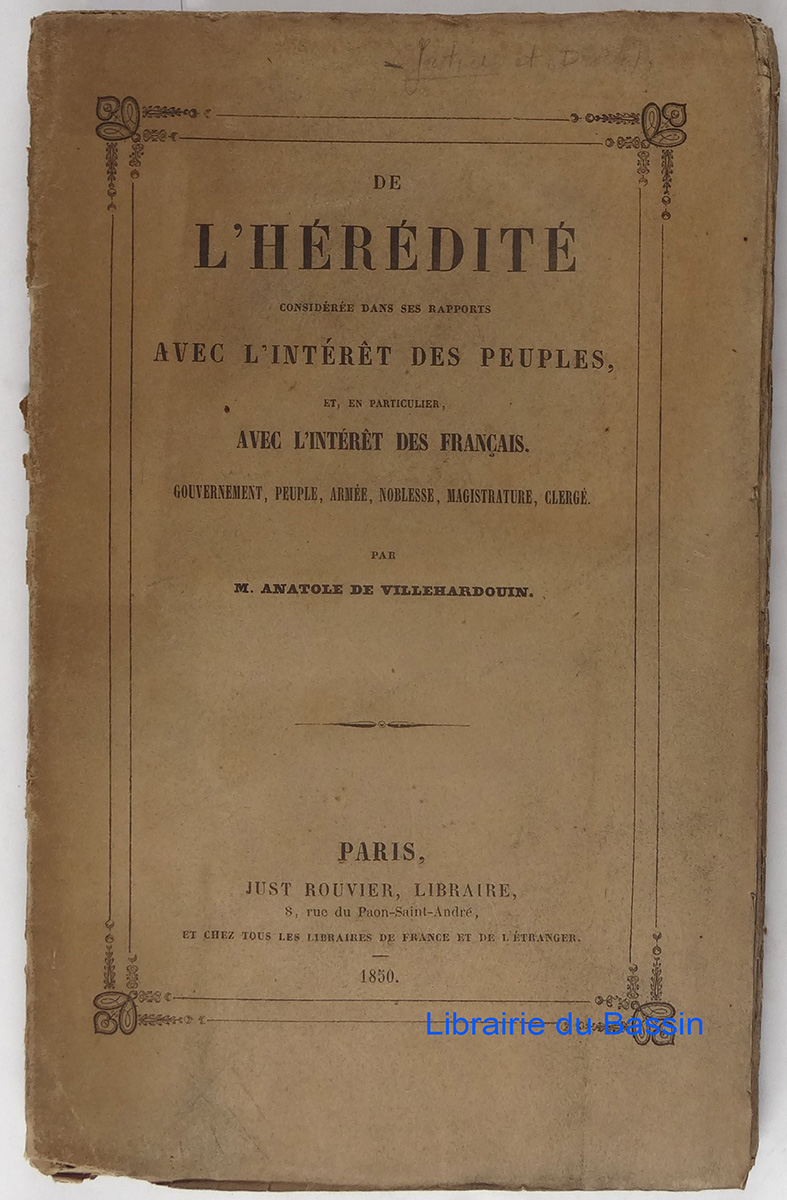 DE
L'HÉRÉDITÉ
CONSIDÉRÉE DANS SES RAPPORTS
AVEC L'INTÉRÊT DES PEUPLES,
ET, EN PARTICULIER,
AVEC L'INTÉRÊT DES FRANÇAIS.
GOUVERNEMENT, PEUPLE, ARMÉE, NOBLESSE, MAGISTRATURE, CLERGÉ.
PAR
M. ANATOLE DE VILLEHARDOUIN.
PARIS,
JUST ROUVIER, LIBRAIRE,
8, rue du Paon-Saint-André,
ET CHEZ TOUS LES LIBRAIRES DE FRANCE ET DE L'ÉTRANGER.
1850.
Librairie du Bassin